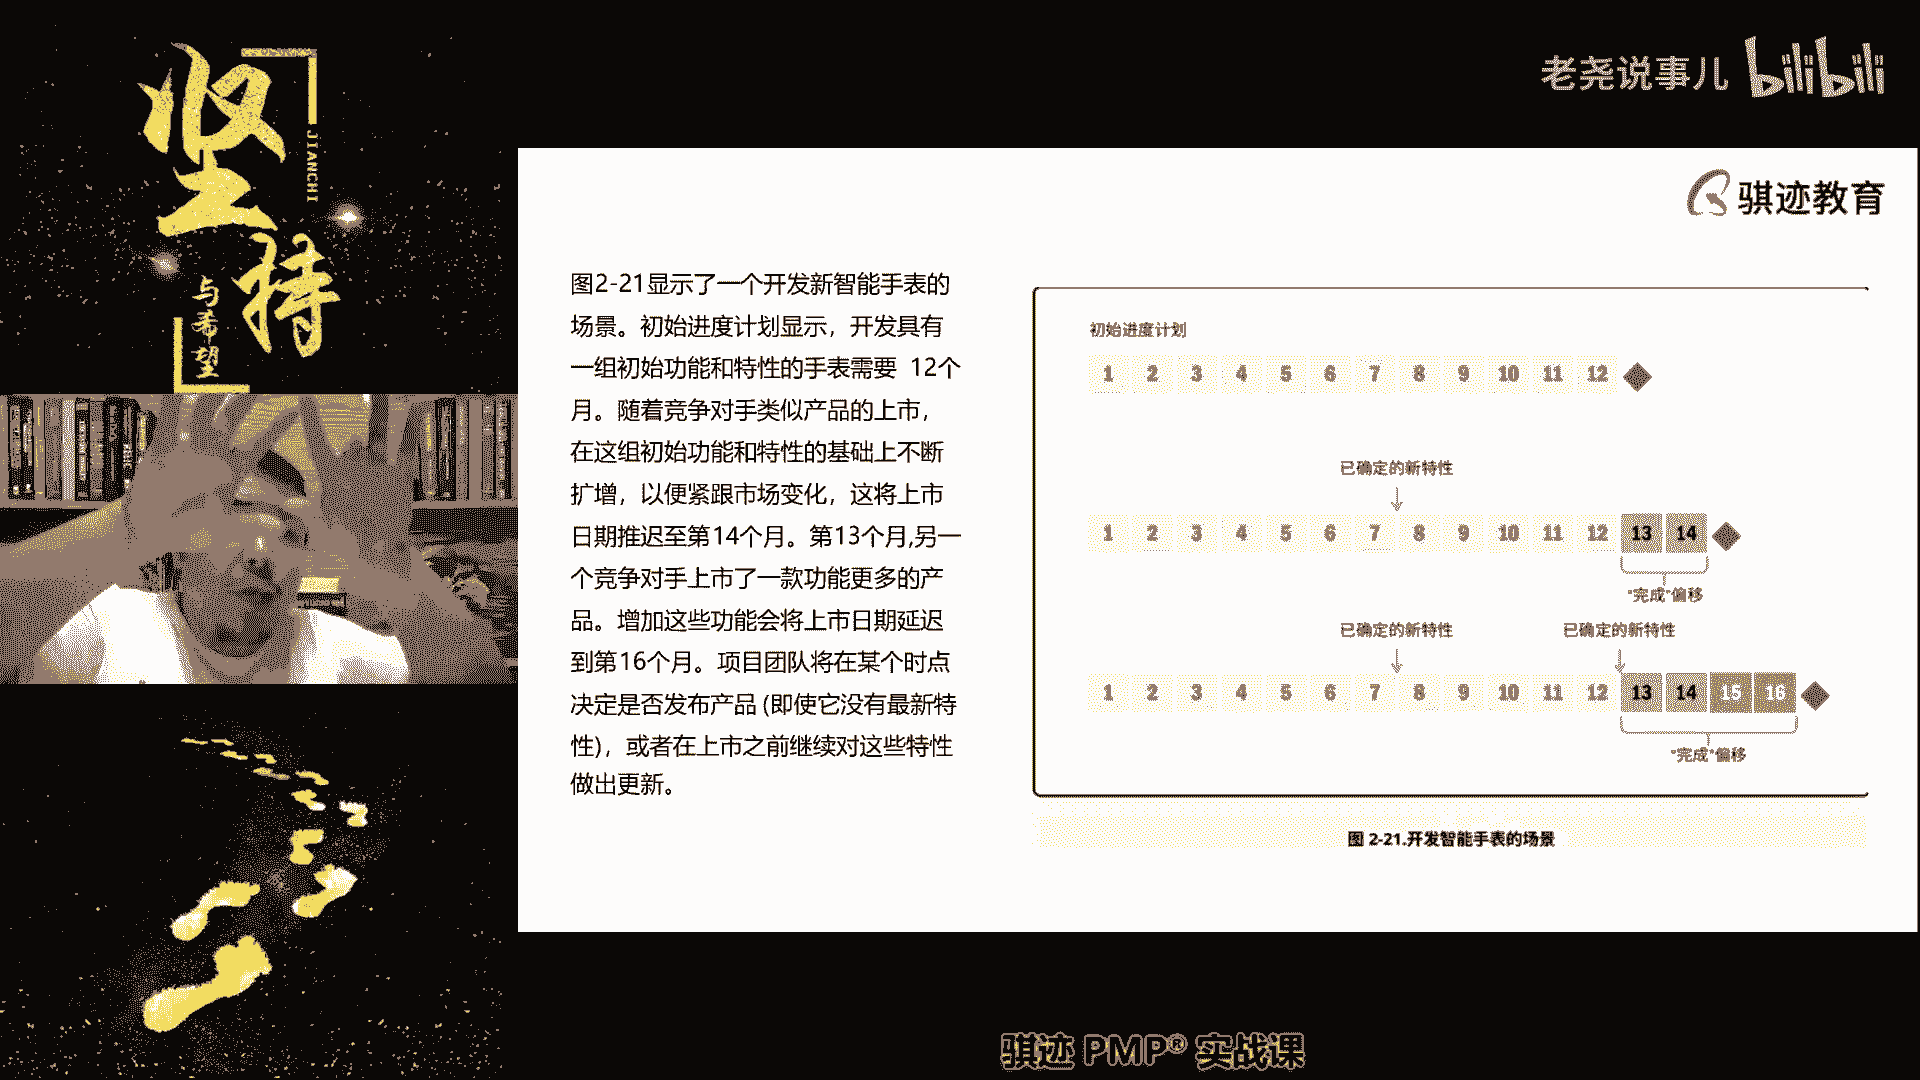 坚
持
JIANCHI
与
希
望
老尧说事儿 bilibili
骐迹教育
图2-21显示了一个开发新智能手表的
场景。初始进度计划显示，开发具有
一组初始功能和特性的手表需要 12个
月。随着竞争对手类似产品的上市，
在这组初始功能和特性的基础上不断
扩增，以便紧跟市场变化，这将上市
日期推迟至第14个月。第13个月,另一
个竞争对手上市了一款功能更多的产
品。增加这些功能会将上市日期延迟
到第16个月。项目团队将在某个时点
决定是否发布产品 (即使它没有最新特
性)，或者在上市之前继续对这些特性
做出更新。
初始进度计划
1 2 3 4 5 6 7 8 9 10 11 12
已确定的新特性
1 2 3 4 5 6 7 8 9 10 11 12 13 14
“完成”偏移
已确定的新特性 已确定的新特性
1 2 3 4 5 6 7 8 9 10 11 12 13 14 15 16
“完成”偏移
图 2-21.开发智能手表的场景
骐迹 PMP® 实战课